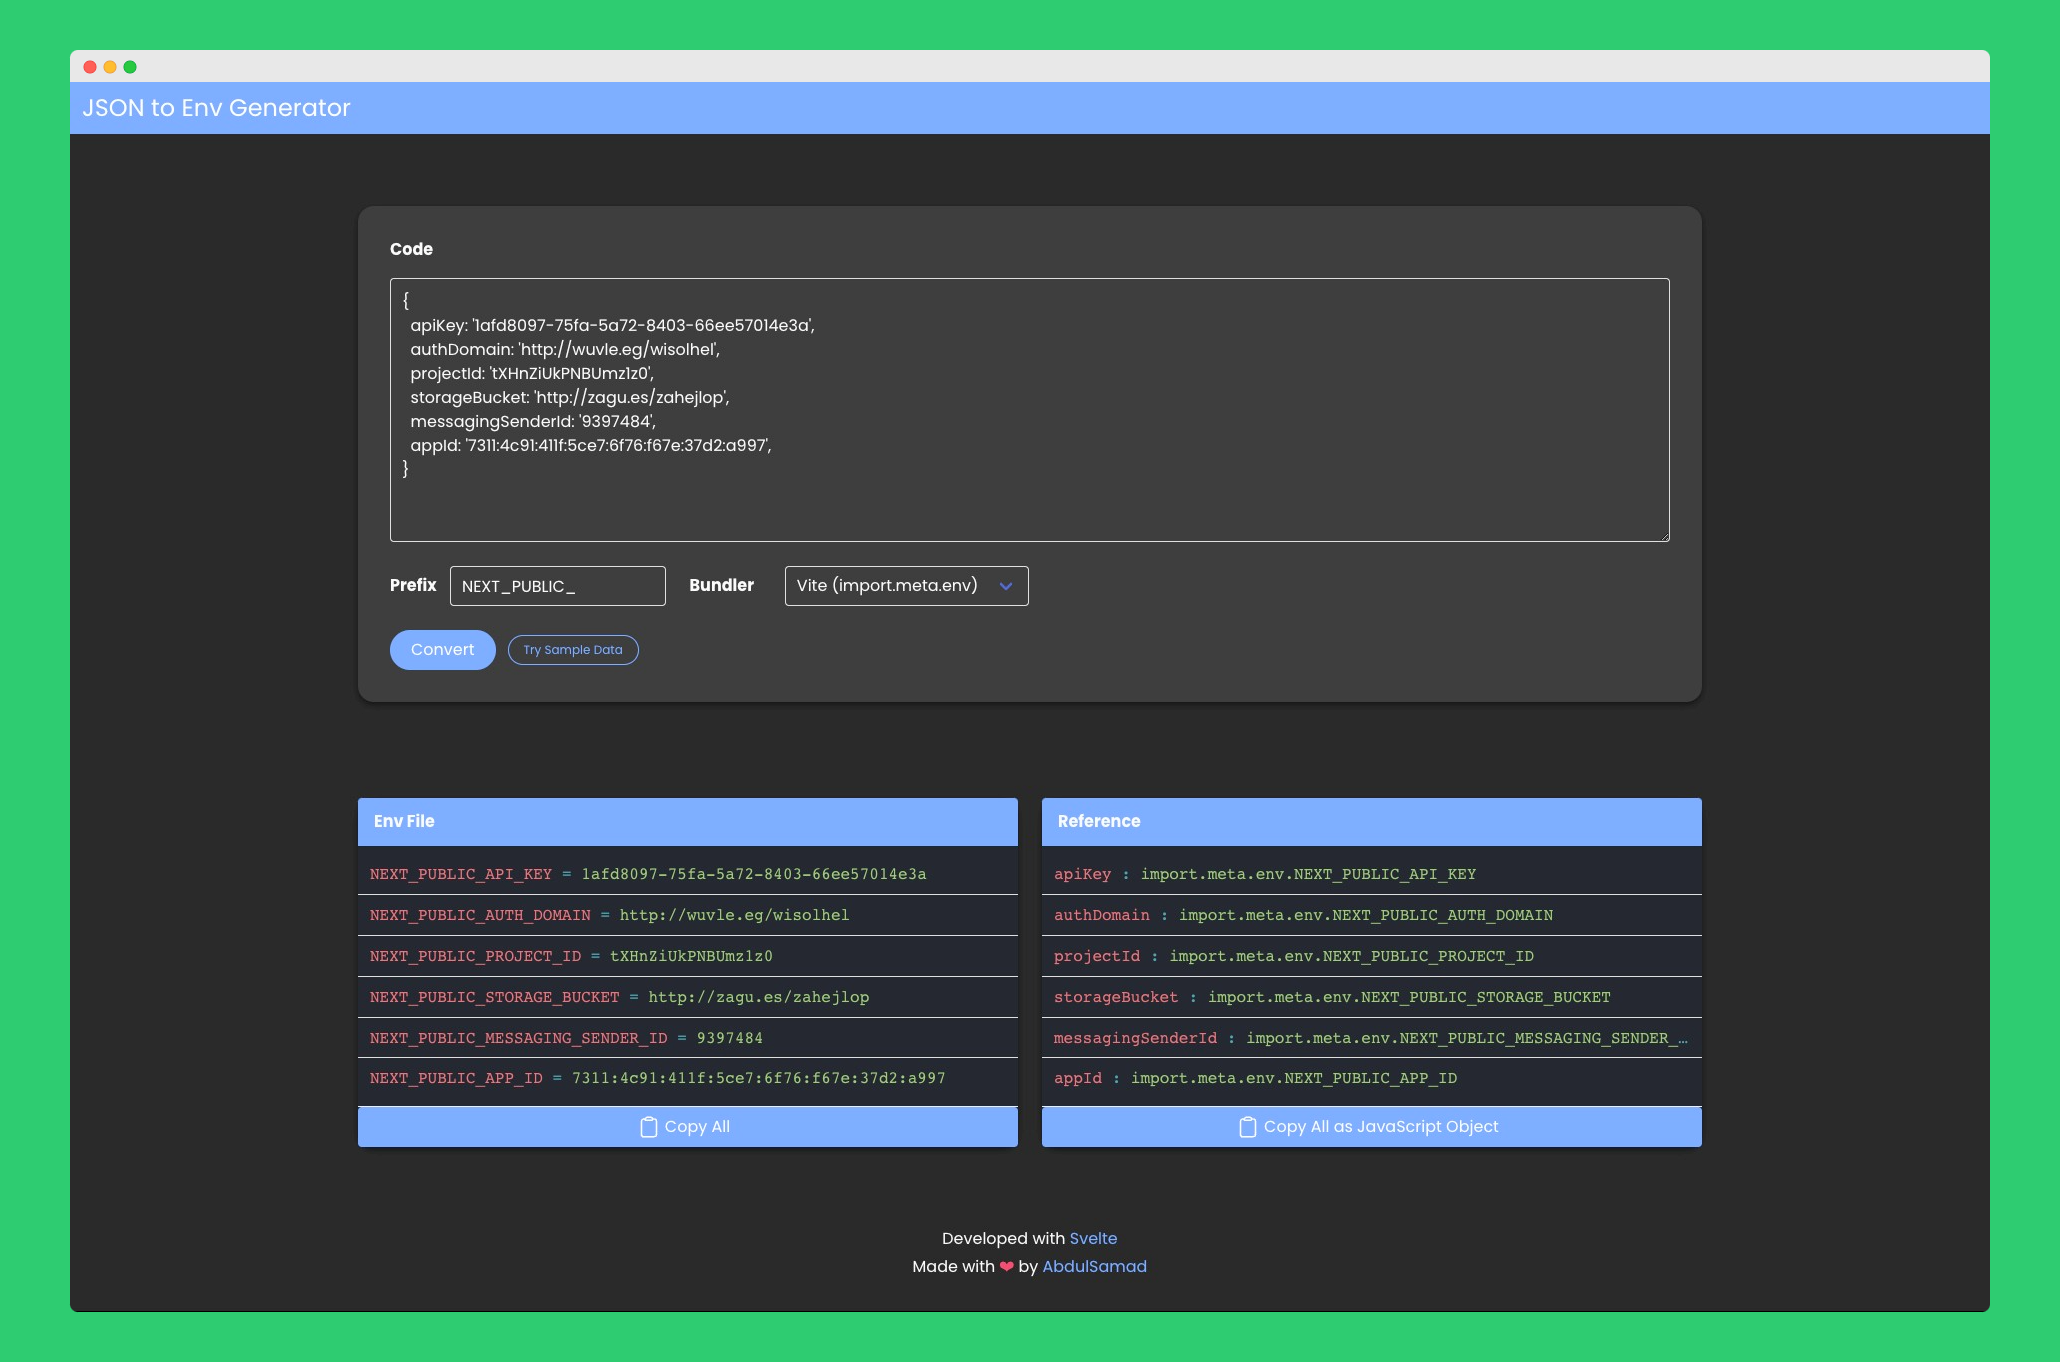 JSON to Env Generator
Code
{
apiKey: '1afd8097-75fa-5a72-8403-66ee57014e3a',
authDomain: 'http://wuvle.eg/wisolhel',
projectId: 'tXHnZiUkPNBUmz1z0',
storageBucket: 'http://zagu.es/zahejlop',
messagingSenderId: '9397484',
appId: '7311:4c91:411f:5ce7:6f76:f67e:37d2:a997',
}
Prefix NEXT_PUBLIC_ Bundler Vite (import.meta.env)
Convert Try Sample Data
Env File
NEXT_PUBLIC_API_KEY = 1afd8097-75fa-5a72-8403-66ee57014e3a
NEXT_PUBLIC_AUTH_DOMAIN = http://wuvle.eg/wisolhel
NEXT_PUBLIC_PROJECT_ID = tXHnZiUkPNBUmz1z0
NEXT_PUBLIC_STORAGE_BUCKET = http://zagu.es/zahejlop
NEXT_PUBLIC_MESSAGING_SENDER_ID = 9397484
NEXT_PUBLIC_APP_ID = 7311:4c91:411f:5ce7:6f76:f67e:37d2:a997
Copy All
Reference
apiKey : import.meta.env.NEXT_PUBLIC_API_KEY
authDomain : import.meta.env.NEXT_PUBLIC_AUTH_DOMAIN
projectId : import.meta.env.NEXT_PUBLIC_PROJECT_ID
storageBucket : import.meta.env.NEXT_PUBLIC_STORAGE_BUCKET
messagingSenderId : import.meta.env.NEXT_PUBLIC_MESSAGING_SENDER_…
appId : import.meta.env.NEXT_PUBLIC_APP_ID
Copy All as JavaScript Object
Developed with Svelte
Made with ❤ by AbdulSamad